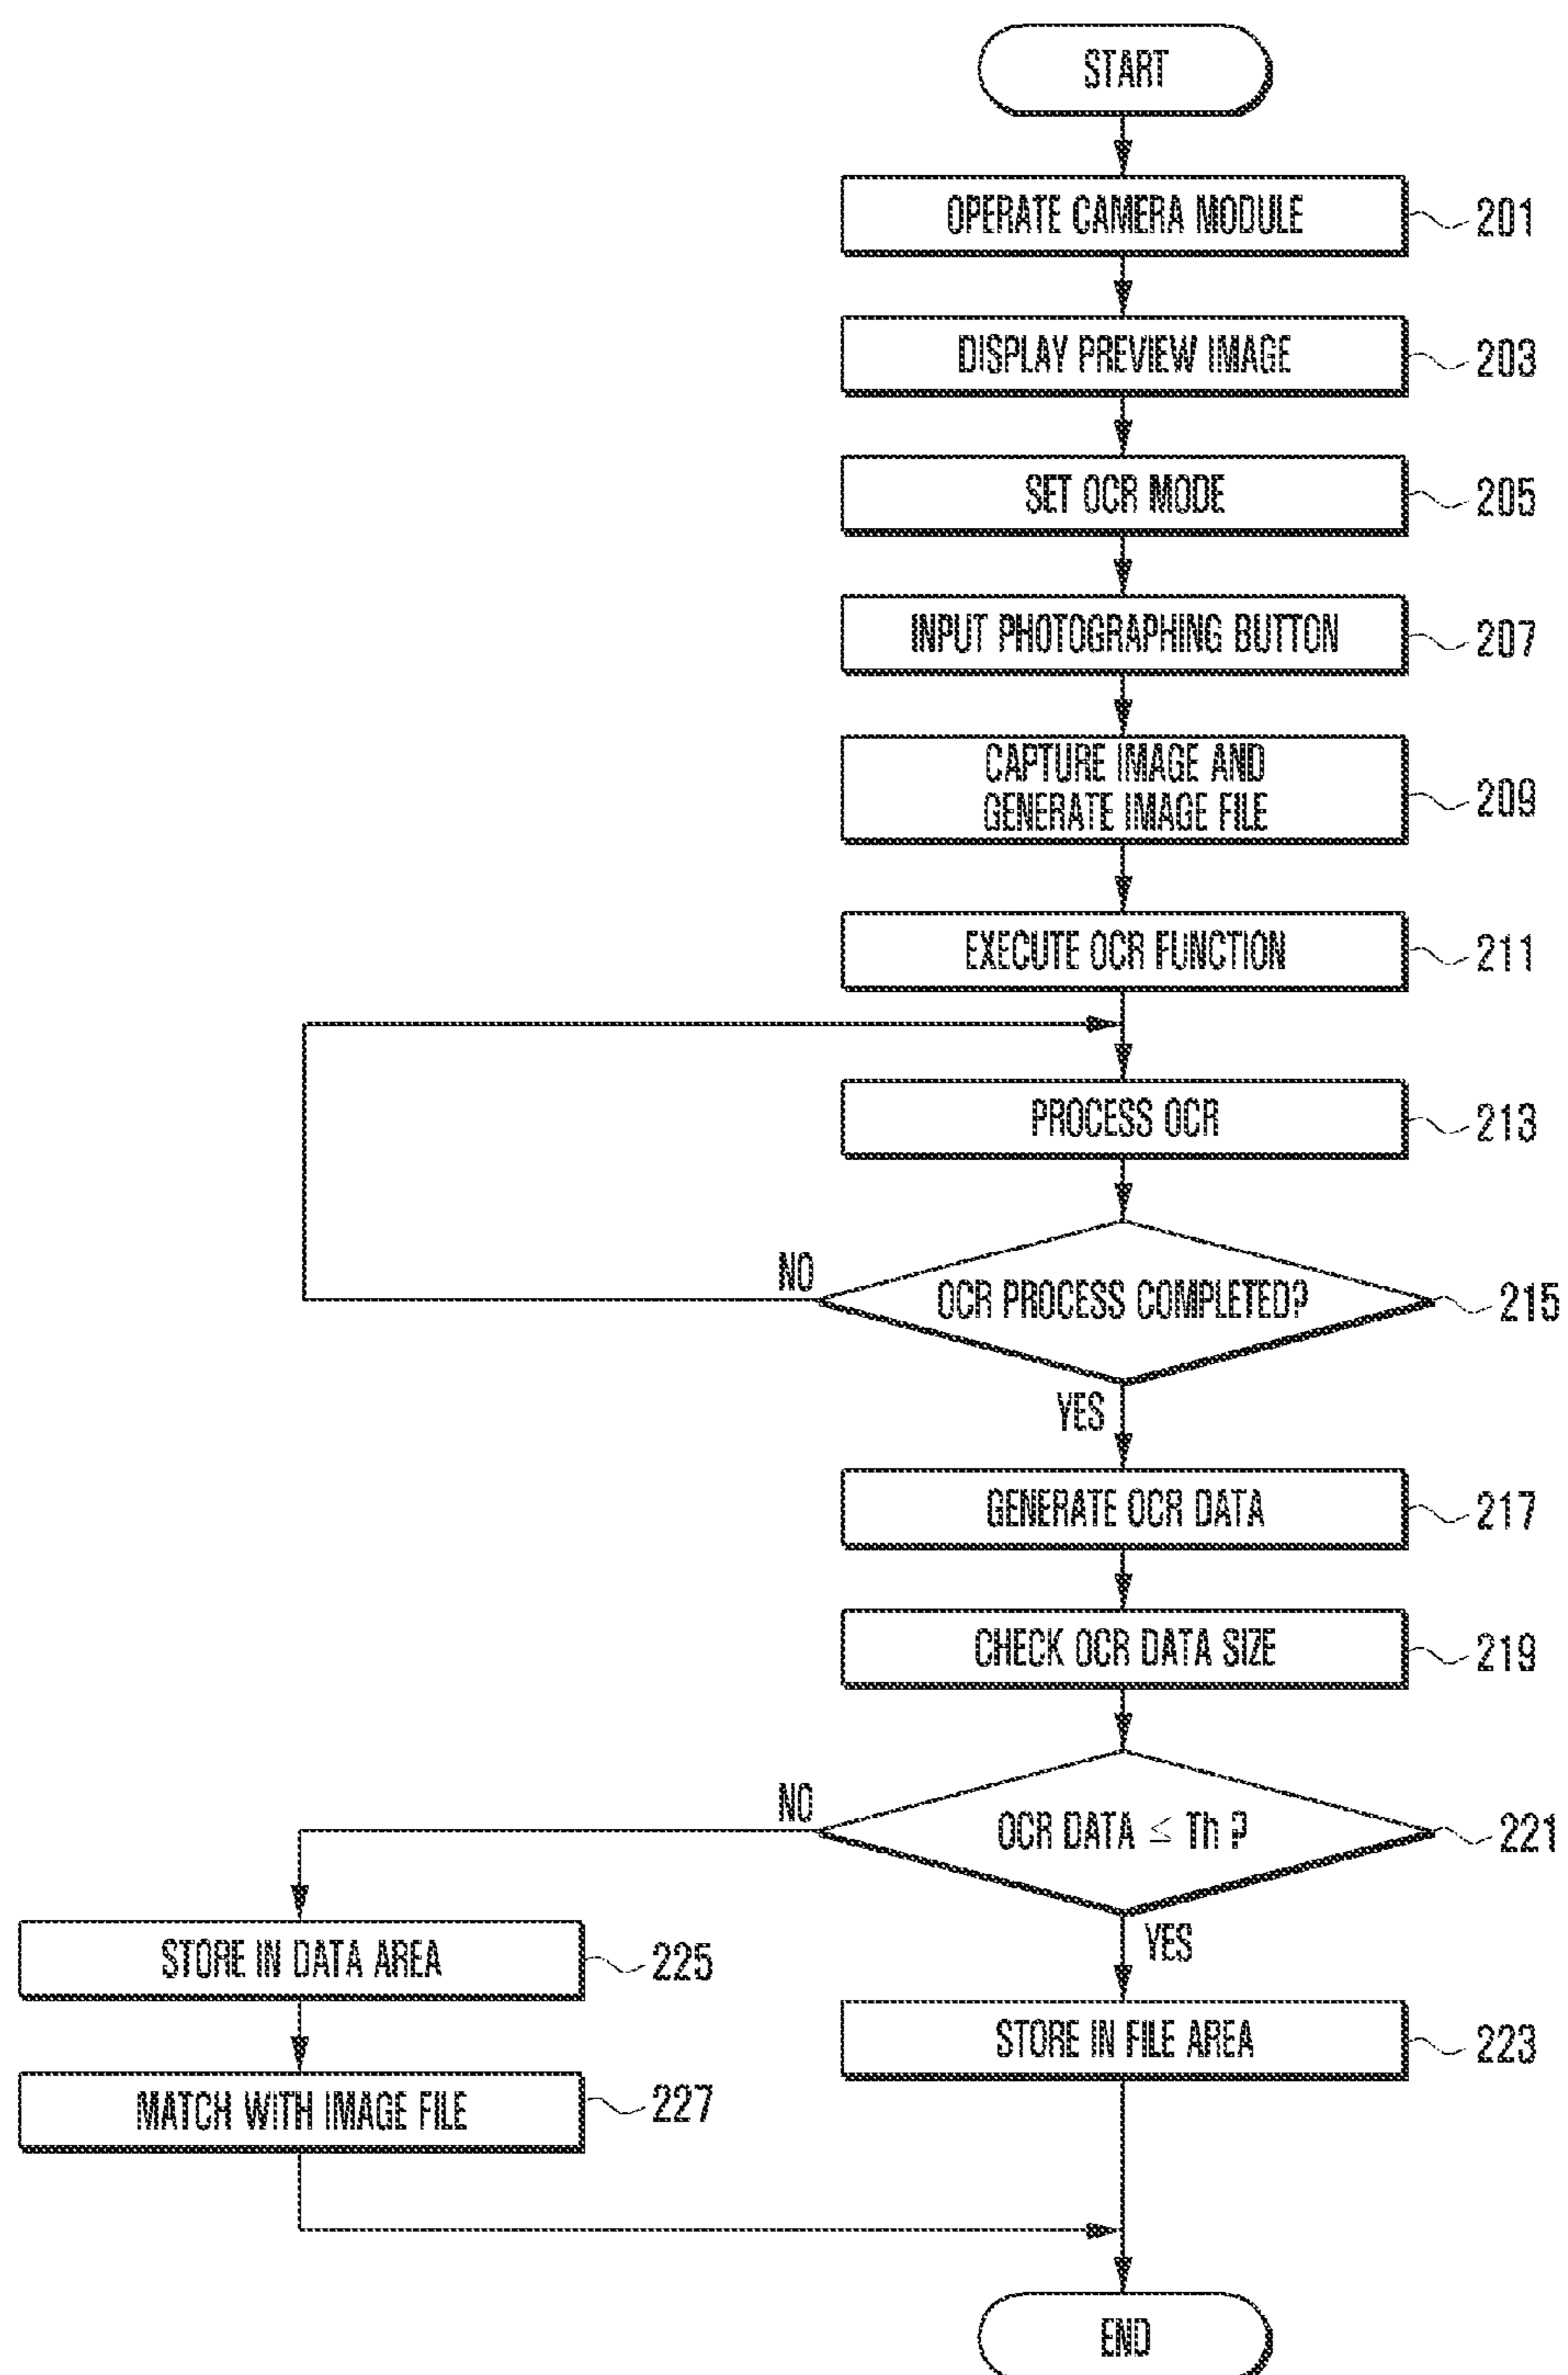 START
OPERATE CAMERA MODULE
201
DISPLAY PREVIEW IMAGE
203
SET OCR MODE
205
INPUT PHOTOGRAPHING BUTTON
207
CAPTURE IMAGE AND
GENERATE IMAGE FILE
209
EXECUTE OCR FUNCTION
211
PROCESS OCR
213
NO
OCR PROCESS COMPLETED?
215
YES
GENERATE OCR DATA
217
CHECK OCR DATA SIZE
219
NO
OCR DATA ≤ Th ?
221
YES
STORE IN DATA AREA
225
STORE IN FILE AREA
223
MATCH WITH IMAGE FILE
227
END